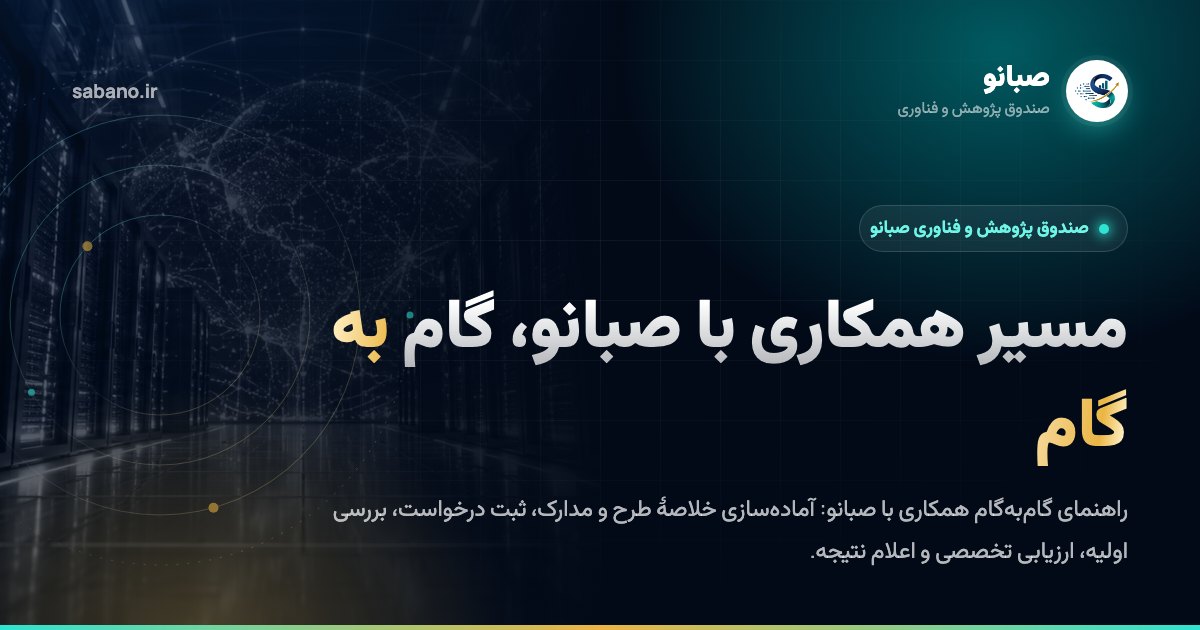 صبانو
صندوق پژوهش و فناوری
sabano.ir
صندوق پژوهش و فناوری صبانو
مسیر همکاری با صبانو، گام به
گام
راهنمای گام‌به‌گام همکاری با صبانو: آماده‌سازی خلاصهٔ طرح و مدارک، ثبت درخواست، بررسی
اولیه، ارزیابی تخصصی و اعلام نتیجه.